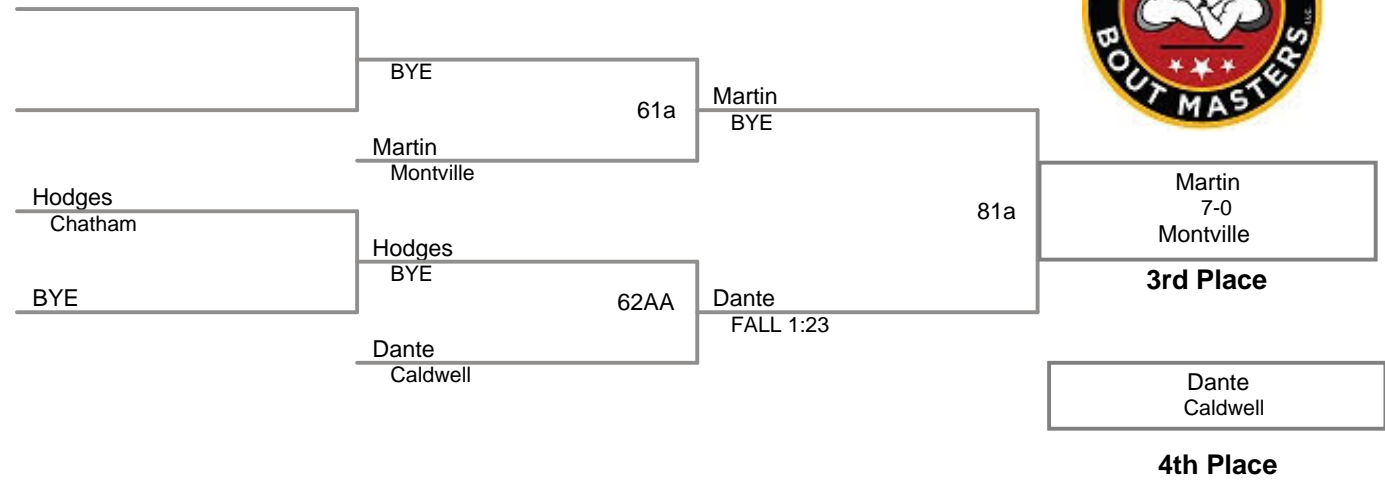 BOUT MASTERS LLC.
BYE
61a
Martin
BYE
Martin
Montville
Martin
7-0
Montville
Hodges
Chatham
81a
Hodges
BYE
3rd Place
BYE
62AA
Dante
FALL 1:23
Dante
Caldwell
Dante
Caldwell
4th Place